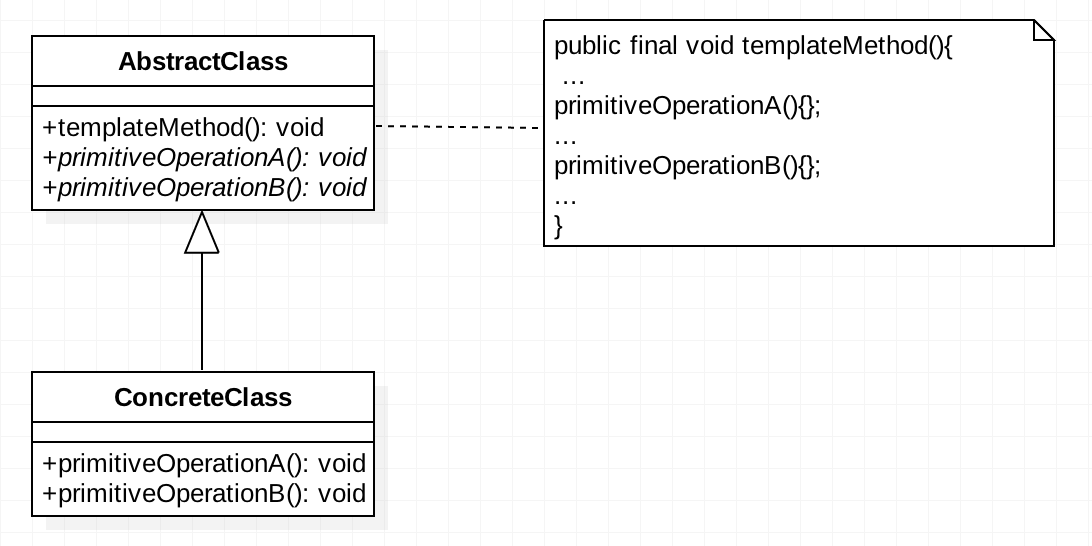 AbstractClass
+templateMethod(): void
+primitiveOperationA(): void
+primitiveOperationB(): void
public final void templateMethod(){
...
primitiveOperationA(){};
...
primitiveOperationB(){};
...
}
ConcreteClass
+primitiveOperationA(): void
+primitiveOperationB(): void